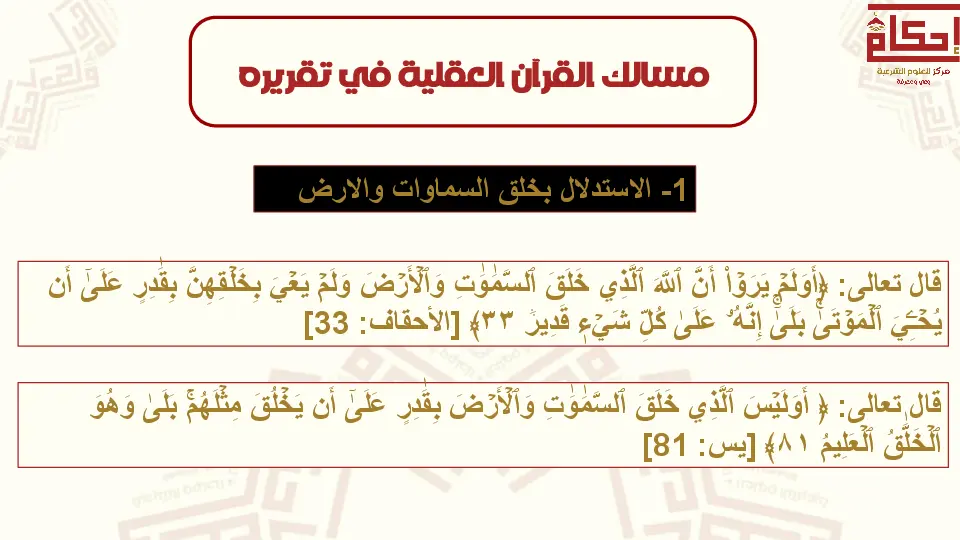 إحكام
مركز للعلوم الشرعية
وعي ومعرفة
مسالك القرآن العقلية في تقريره
1- الاستدلال بخلق السماوات والارض
قال تعالى: ﴿أَوَلَمۡ يَرَوۡاْ أَنَّ ٱللَّهَ ٱلَّذِي خَلَقَ ٱلسَّمَٰوَٰتِ وَٱلۡأَرۡضَ وَلَمۡ يَعۡيَ بِخَلۡقِهِنَّ بِقَٰدِرٍ عَلَىٰٓ أَن
يُحۡـِۧيَ ٱلۡمَوۡتَىٰۚ بَلَىٰٓۚ إِنَّهُۥ عَلَىٰ كُلِّ شَيۡءٖ قَدِيرٞ ٣٣﴾ [الأحقاف: 33]
قال تعالى: ﴿ أَوَلَيۡسَ ٱلَّذِي خَلَقَ ٱلسَّمَٰوَٰتِ وَٱلۡأَرۡضَ بِقَٰدِرٍ عَلَىٰٓ أَن يَخۡلُقَ مِثۡلَهُمۚ بَلَىٰ وَهُوَ
ٱلۡخَلَّٰقُ ٱلۡعَلِيمُ ٨١﴾ [يس: 81]